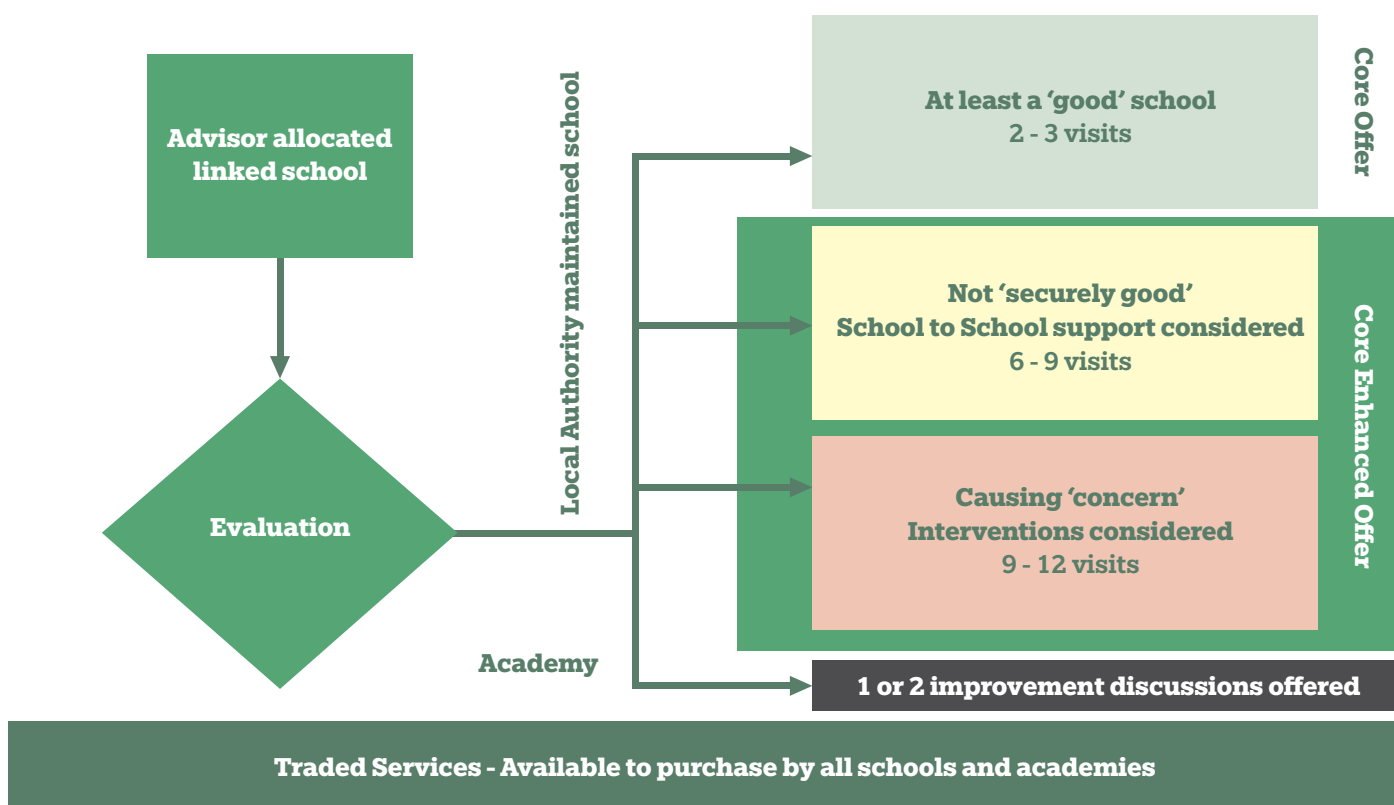 Advisor allocated
linked school
Evaluation
Local Authority maintained school
Academy
At least a ‘good’ school
2 - 3 visits
Core Offer
Not ‘securely good’
School to School support considered
6 - 9 visits
Causing ‘concern’
Interventions considered
9 - 12 visits
Core Enhanced Offer
1 or 2 improvement discussions offered
Traded Services - Available to purchase by all schools and academies